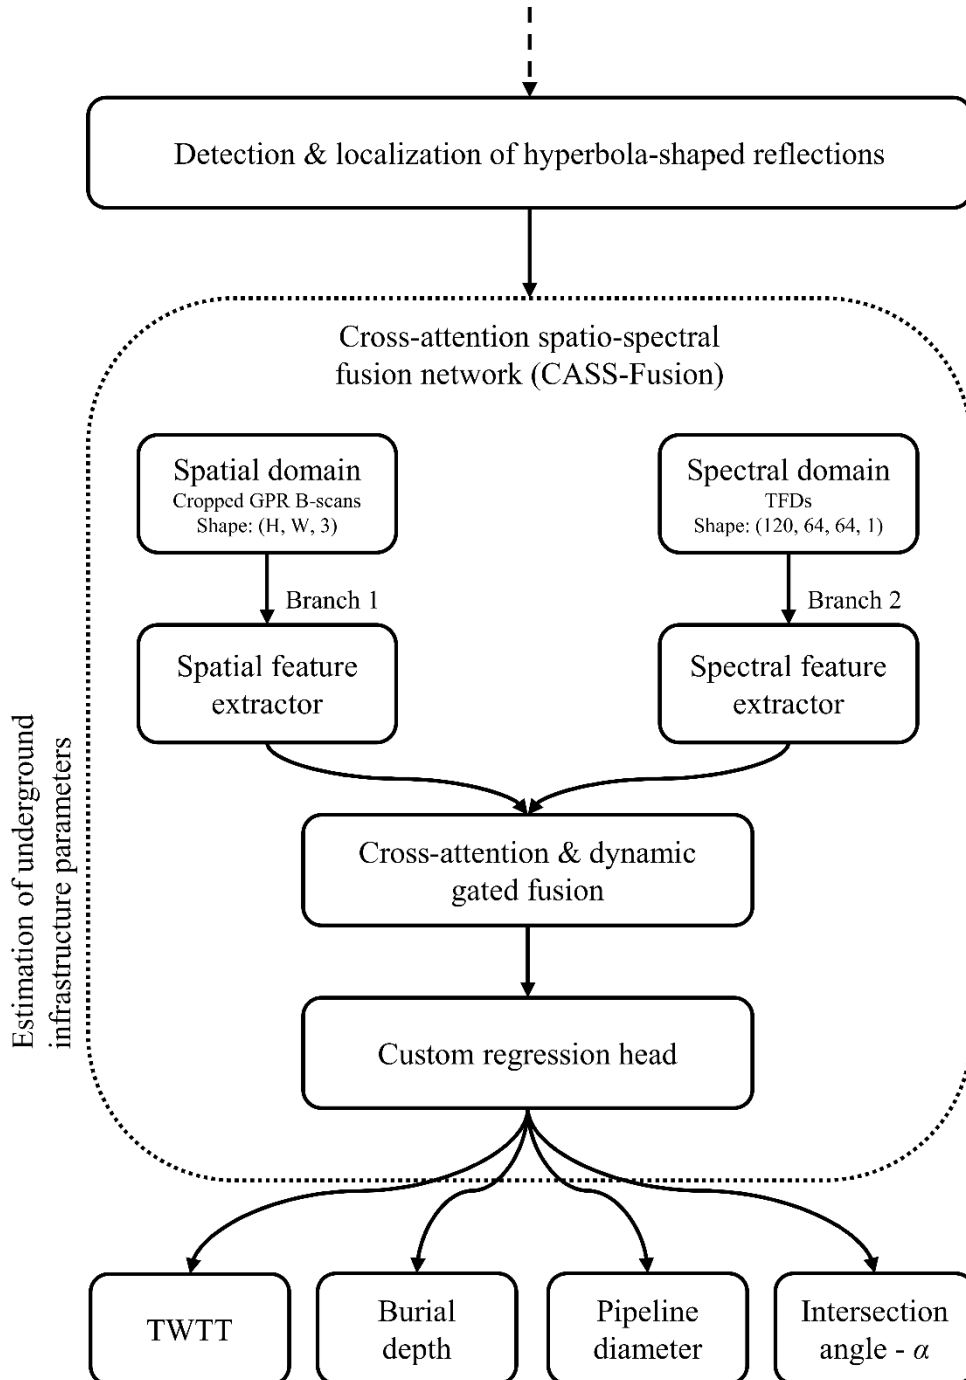 Detection & localization of hyperbola-shaped reflections
Cross-attention spatio-spectral
fusion network (CASS-Fusion)
Spatial domain
Cropped GPR B-scans
Shape: (H, W, 3)
Spectral domain
TFDs
Shape: (120, 64, 64, 1)
Branch 1
Branch 2
Spatial feature
extractor
Spectral feature
extractor
Estimation of underground
infrastructure parameters
Cross-attention & dynamic
gated fusion
Custom regression head
TWTT
Burial
depth
Pipeline
diameter
Intersection
angle - α